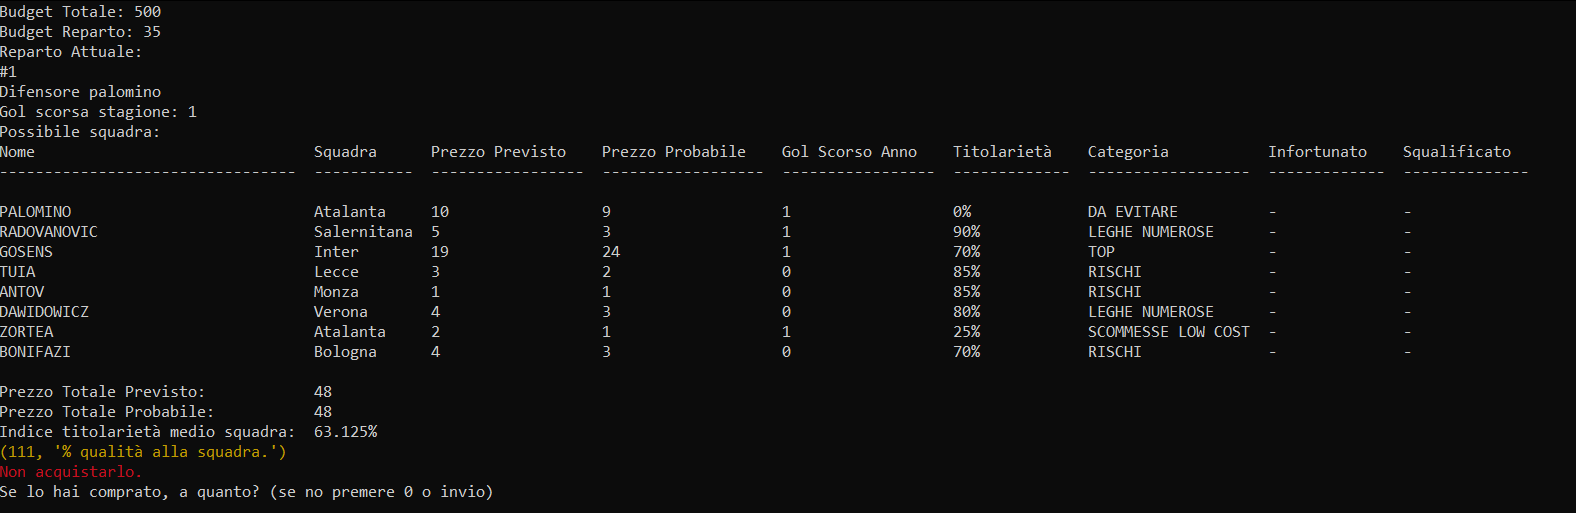 Budget Totale: 500
Budget Reparto: 35
Reparto Attuale:
#1
Difensore palomino
Gol scorsa stagione: 1
Possibile squadra:
Nome Squadra Prezzo Previsto Prezzo Probabile Gol Scorso Anno Titolarietà Categoria Infortunato Squalificato
--------------------------------- ----------- ----------------- ------------------ ----------------- ------------- ------------------ ------------- --------------
PALOMINO Atalanta 10 9 1 0% DA EVITARE - -
RADOVANOVIC Salernitana 5 3 1 90% LEGHE NUMEROSE - -
GOSENS Inter 19 24 1 70% TOP - -
TUIA Lecce 3 2 0 85% RISCHI - -
ANTOV Monza 1 1 0 85% RISCHI - -
DAWIDOWICZ Verona 4 3 0 80% LEGHE NUMEROSE - -
ZORTEA Atalanta 2 1 1 25% SCOMMESSE LOW COST - -
BONIFAZI Bologna 4 3 0 70% RISCHI - -
Prezzo Totale Previsto: 48
Prezzo Totale Probabile: 48
Indice titolarietà medio squadra: 63.125%
(111, '% qualità alla squadra.')
Non acquistarlo.
Se lo hai comprato, a quanto? (se no premere 0 o invio)